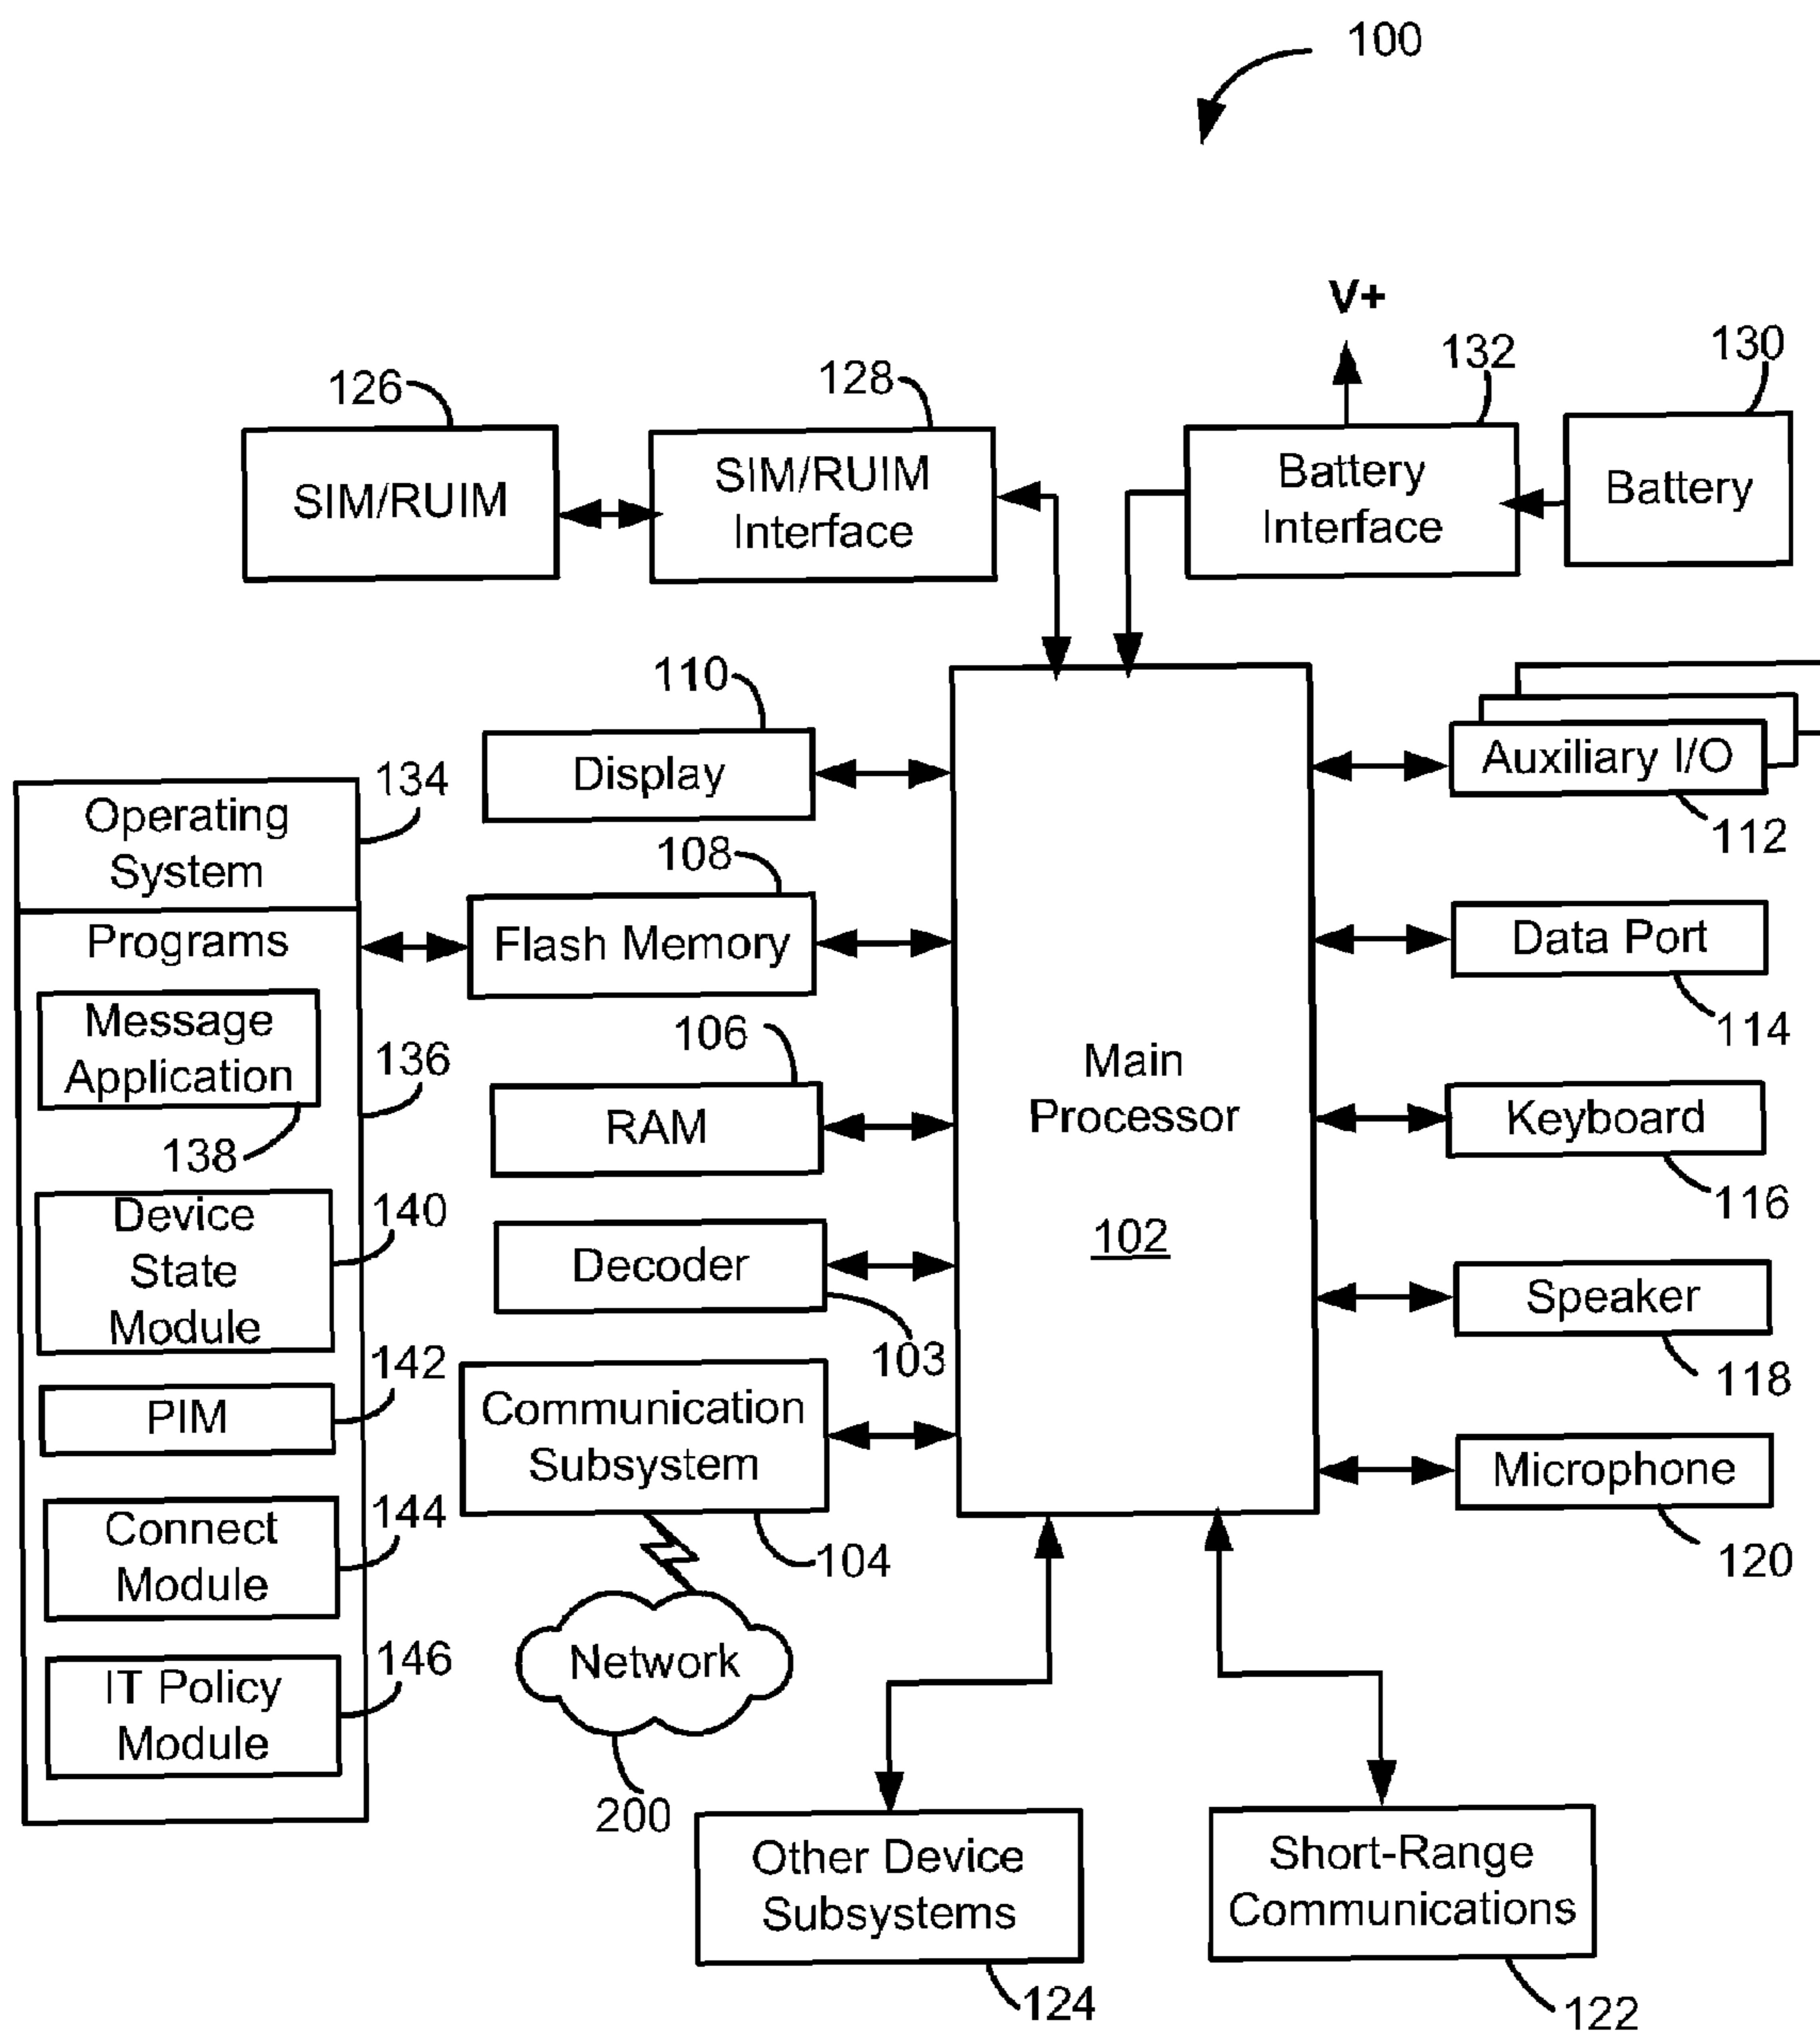 100
V+
126
128
132
130
SIM/RUIM
SIM/RUIM
Interface
Battery
Interface
Battery
110
Display
Auxiliary I/O
112
134
Operating
System
108
Flash Memory
Data Port
114
Programs
Message
Application
138
136
106
RAM
Main
Processor
102
Keyboard
116
Device
State
Module
140
Decoder
103
Speaker
118
PIM
142
Communication
Subsystem
104
Microphone
120
Connect
Module
144
Network
200
IT Policy
Module
146
Other Device
Subsystems
124
Short-Range
Communications
122